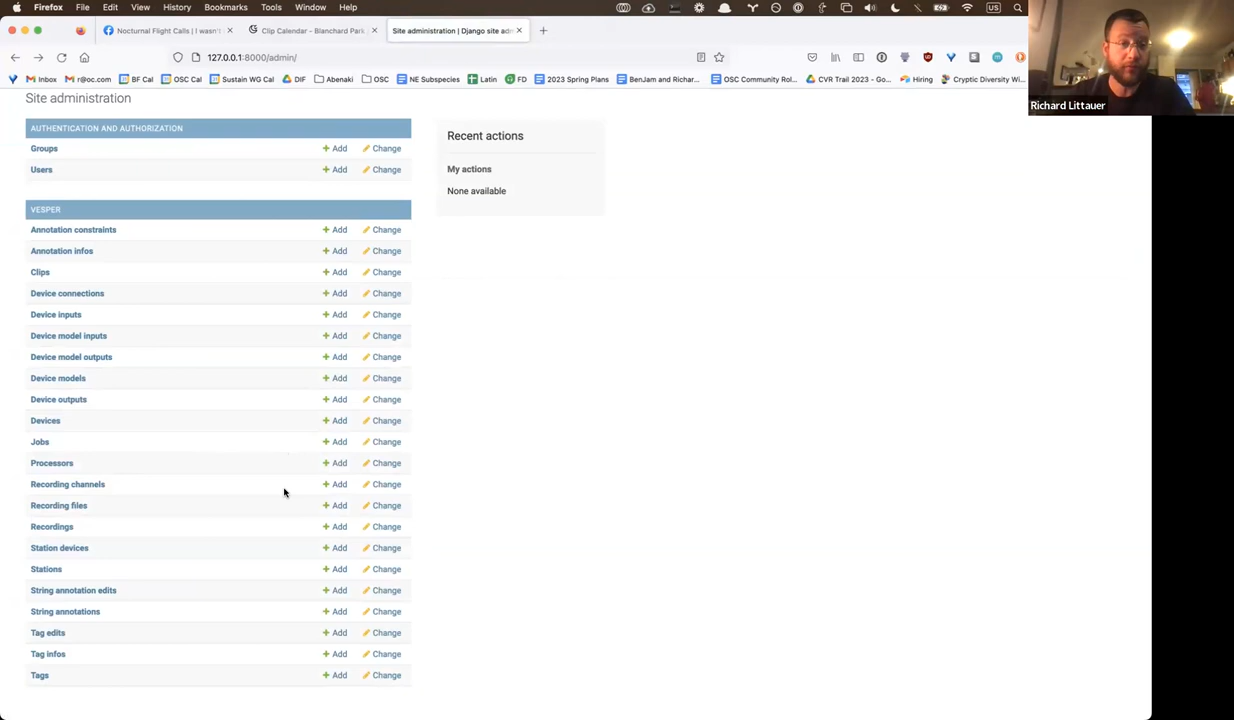 Firefox File Edit View History Bookmarks Tools Window Help US
Nocturnal Flight Calls | I wasn't
Clip Calendar - Blanchard Park
Site administration | Django site adm
127.0.0.1:8000/admin/
Inbox r@oc.com BF Cal OSC Cal Sustain WG Cal DIF Abenaki OSC NE Subspecies Latin FD 2023 Spring Plans BenJam and Richar... OSC Community Rol... CVR Trail 2023 - Go... Hiring Cryptic Diversity Wi...
Richard Littauer
Site administration
AUTHENTICATION AND AUTHORIZATION
Groups Add Change
Users Add Change
VESPER
Annotation constraints Add Change
Annotation infos Add Change
Clips Add Change
Device connections Add Change
Device inputs Add Change
Device model inputs Add Change
Device model outputs Add Change
Device models Add Change
Device outputs Add Change
Devices Add Change
Jobs Add Change
Processors Add Change
Recording channels Add Change
Recording files Add Change
Recordings Add Change
Station devices Add Change
Stations Add Change
String annotation edits Add Change
String annotations Add Change
Tag edits Add Change
Tag infos Add Change
Tags Add Change
Recent actions
My actions
None available